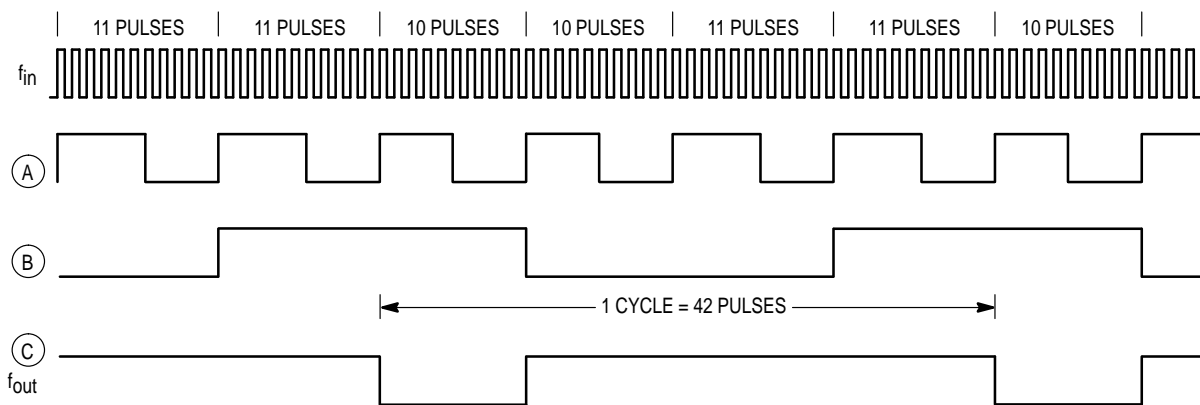 11 PULSES 11 PULSES 10 PULSES 10 PULSES 11 PULSES 11 PULSES 10 PULSES
fin
A
B
1 CYCLE = 42 PULSES
C
fout